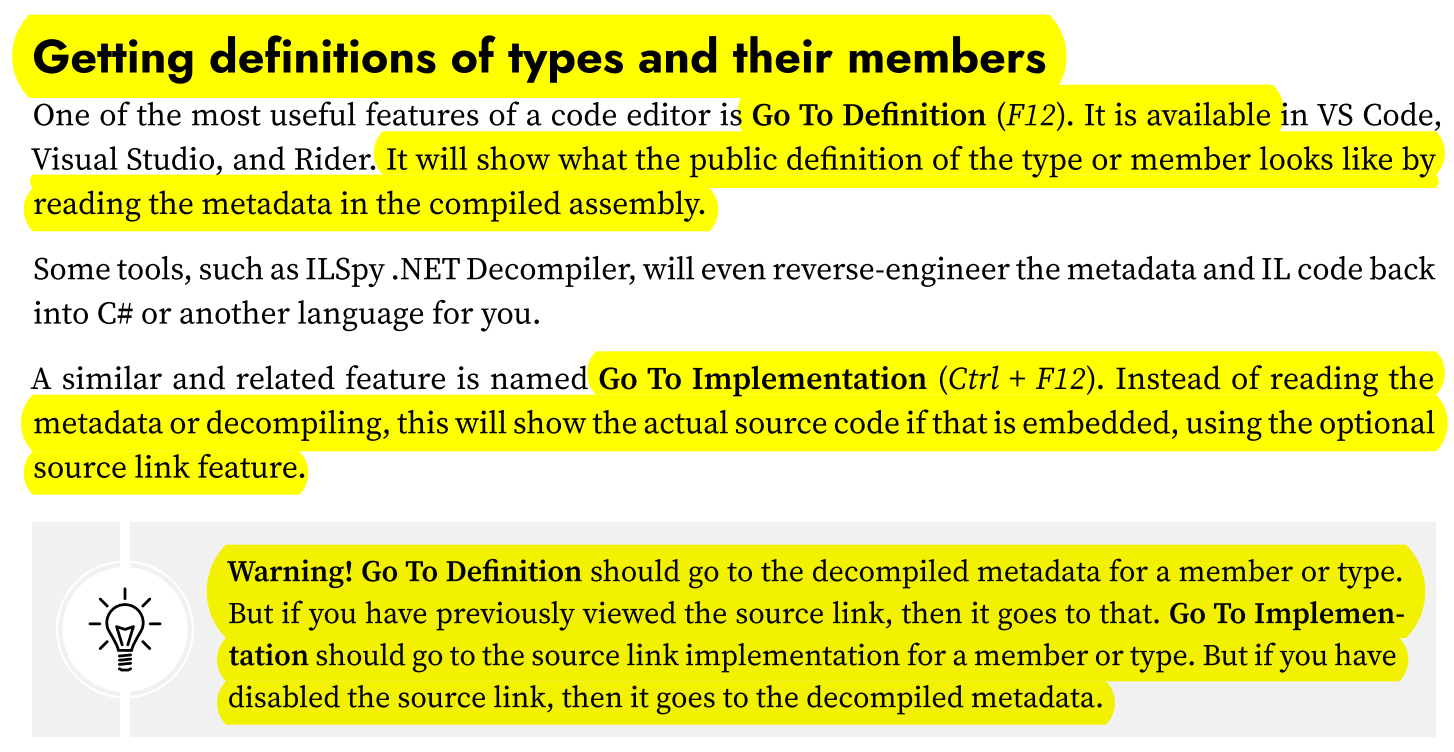 Getting definitions of types and their members
One of the most useful features of a code editor is Go To Definition (F12). It is available in VS Code,
Visual Studio, and Rider. It will show what the public definition of the type or member looks like by
reading the metadata in the compiled assembly.
Some tools, such as ILSpy .NET Decompiler, will even reverse-engineer the metadata and IL code back
into C# or another language for you.
A similar and related feature is named Go To Implementation (Ctrl + F12). Instead of reading the
metadata or decompiling, this will show the actual source code if that is embedded, using the optional
source link feature.
Warning! Go To Definition should go to the decompiled metadata for a member or type.
But if you have previously viewed the source link, then it goes to that. Go To Implemen-
tation should go to the source link implementation for a member or type. But if you have
disabled the source link, then it goes to the decompiled metadata.